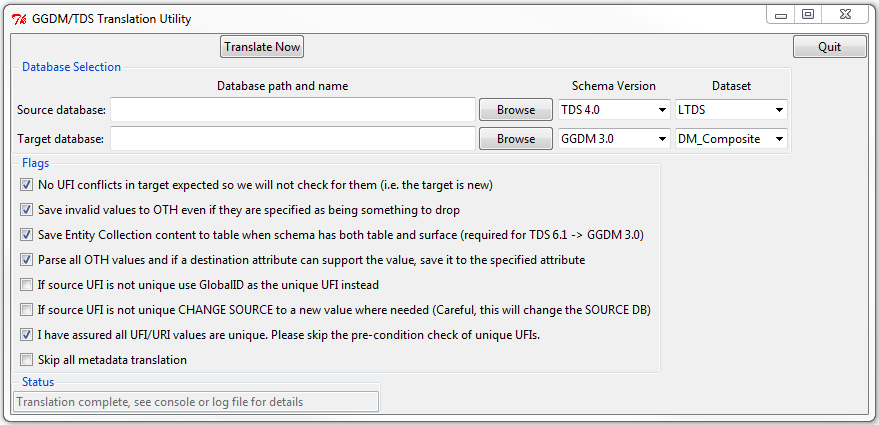 GGDM/TDS Translation Utility
Translate Now
Quit
Database Selection
Database path and name Schema Version Dataset
Source database: Browse TDS 4.0 LTDS
Target database: Browse GGDM 3.0 DM_Composite
Flags
No UFI conflicts in target expected so we will not check for them (i.e. the target is new)
Save invalid values to OTH even if they are specified as being something to drop
Save Entity Collection content to table when schema has both table and surface (required for TDS 6.1 -> GGDM 3.0)
Parse all OTH values and if a destination attribute can support the value, save it to the specified attribute
If source UFI is not unique use GlobalID as the unique UFI instead
If source UFI is not unique CHANGE SOURCE to a new value where needed (Careful, this will change the SOURCE DB)
I have assured all UFI/URI values are unique. Please skip the pre-condition check of unique UFIs.
Skip all metadata translation
Status
Translation complete, see console or log file for details